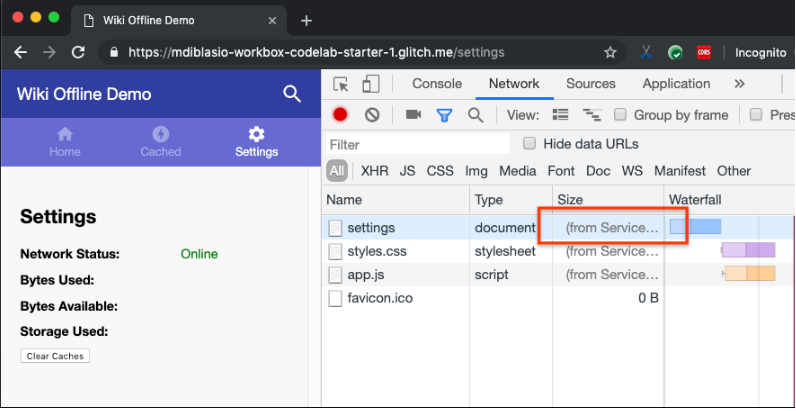 Wiki Offline Demo
https://mdiblasio-workbox-codelab-starter-1.glitch.me/settings
CORS
Incognito
Wiki Offline Demo
Home
Cached
Settings
Console
Network
Sources
Application
»
View:
Group by frame
Pres
Filter
Hide data URLs
All
XHR JS CSS Img Media Font Doc WS Manifest Other
Name Type Size Waterfall
settings document (from Service...
styles.css stylesheet (from Service...
app.js script (from Service...
favicon.ico 0 B
Settings
Network Status: Online
Bytes Used:
Bytes Available:
Storage Used:
Clear Caches